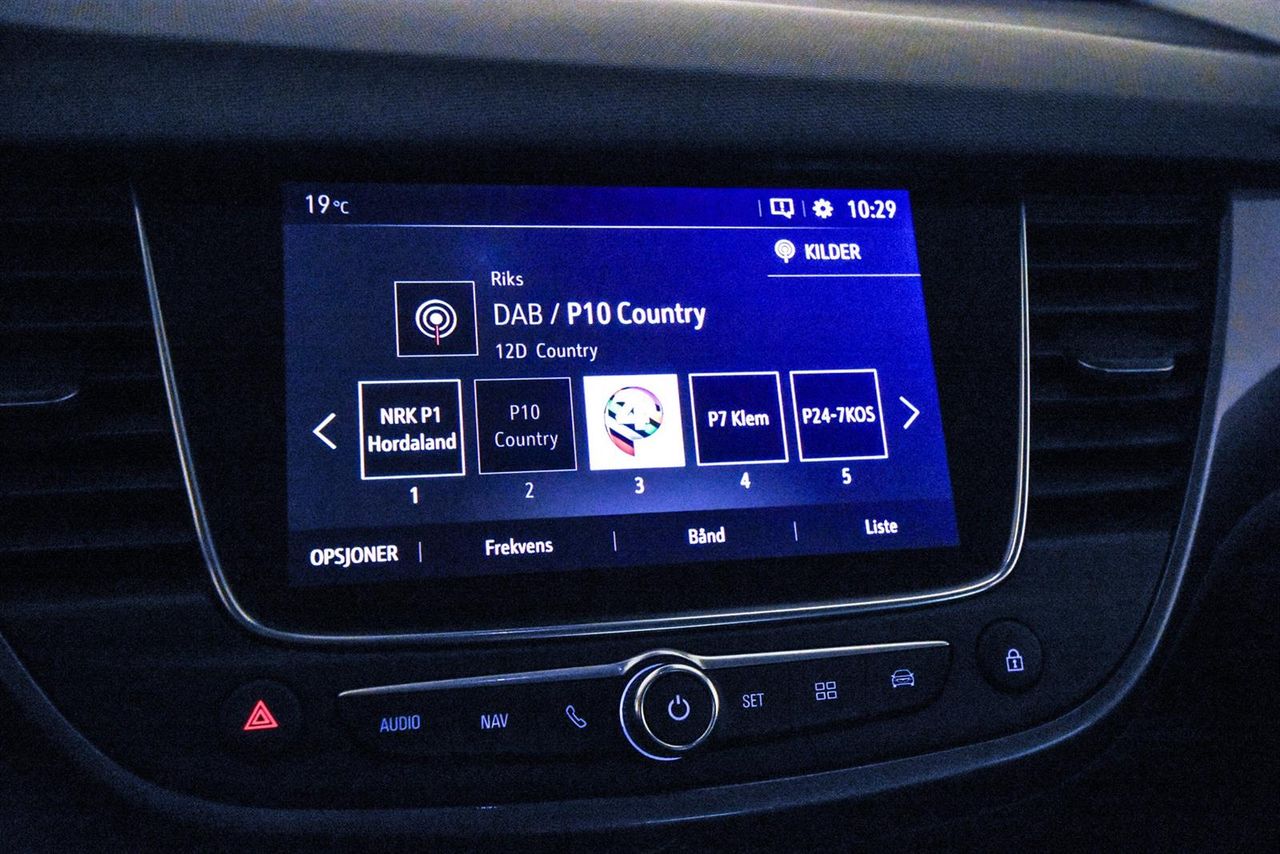 19 °C
10:29
KILDER
Riks
DAB / P10 Country
12D Country
NRK P1
Hordaland
P10
Country
P7 Klem
P24-7KOS
1
2
3
4
5
OPSJONER
Frekvens
Bånd
Liste
AUDIO
NAV
SET